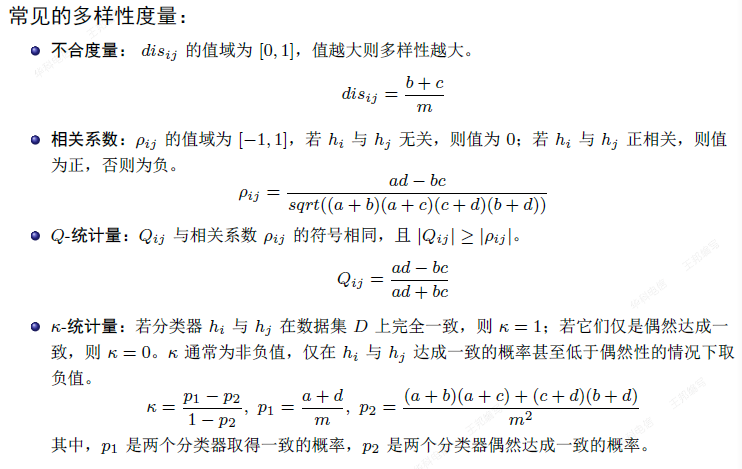 常见的多样性度量：
不合度量： dis_{ij} 的值域为 [0, 1]，值越大则多样性越大。
dis_{ij} = \frac{b + c}{m}
相关系数：ρ_{ij} 的值域为 [−1, 1]，若 h_i 与 h_j 无关，则值为 0；若 h_i 与 h_j 正相关，则值
为正，否则为负。
ρ_{ij} = \frac{ad − bc}{sqrt((a + b)(a + c)(c + d)(b + d))}
Q-统计量：Q_{ij} 与相关系数 ρ_{ij} 的符号相同，且 |Q_{ij}| ≥ |ρ_{ij}|。
Q_{ij} = \frac{ad − bc}{ad + bc}
κ-统计量：若分类器 h_i 与 h_j 在数据集 D 上完全一致，则 κ = 1；若它们仅是偶然达成一
致，则 κ = 0。κ 通常为非负值，仅在 h_i 与 h_j 达成一致的概率甚至低于偶然性的情况下取
负值。
κ = \frac{p_1 − p_2}{1 − p_2}, p_1 = \frac{a + d}{m}, p_2 = \frac{(a + b)(a + c) + (c + d)(b + d)}{m^2}
其中，p_1 是两个分类器取得一致的概率，p_2 是两个分类器偶然达成一致的概率。